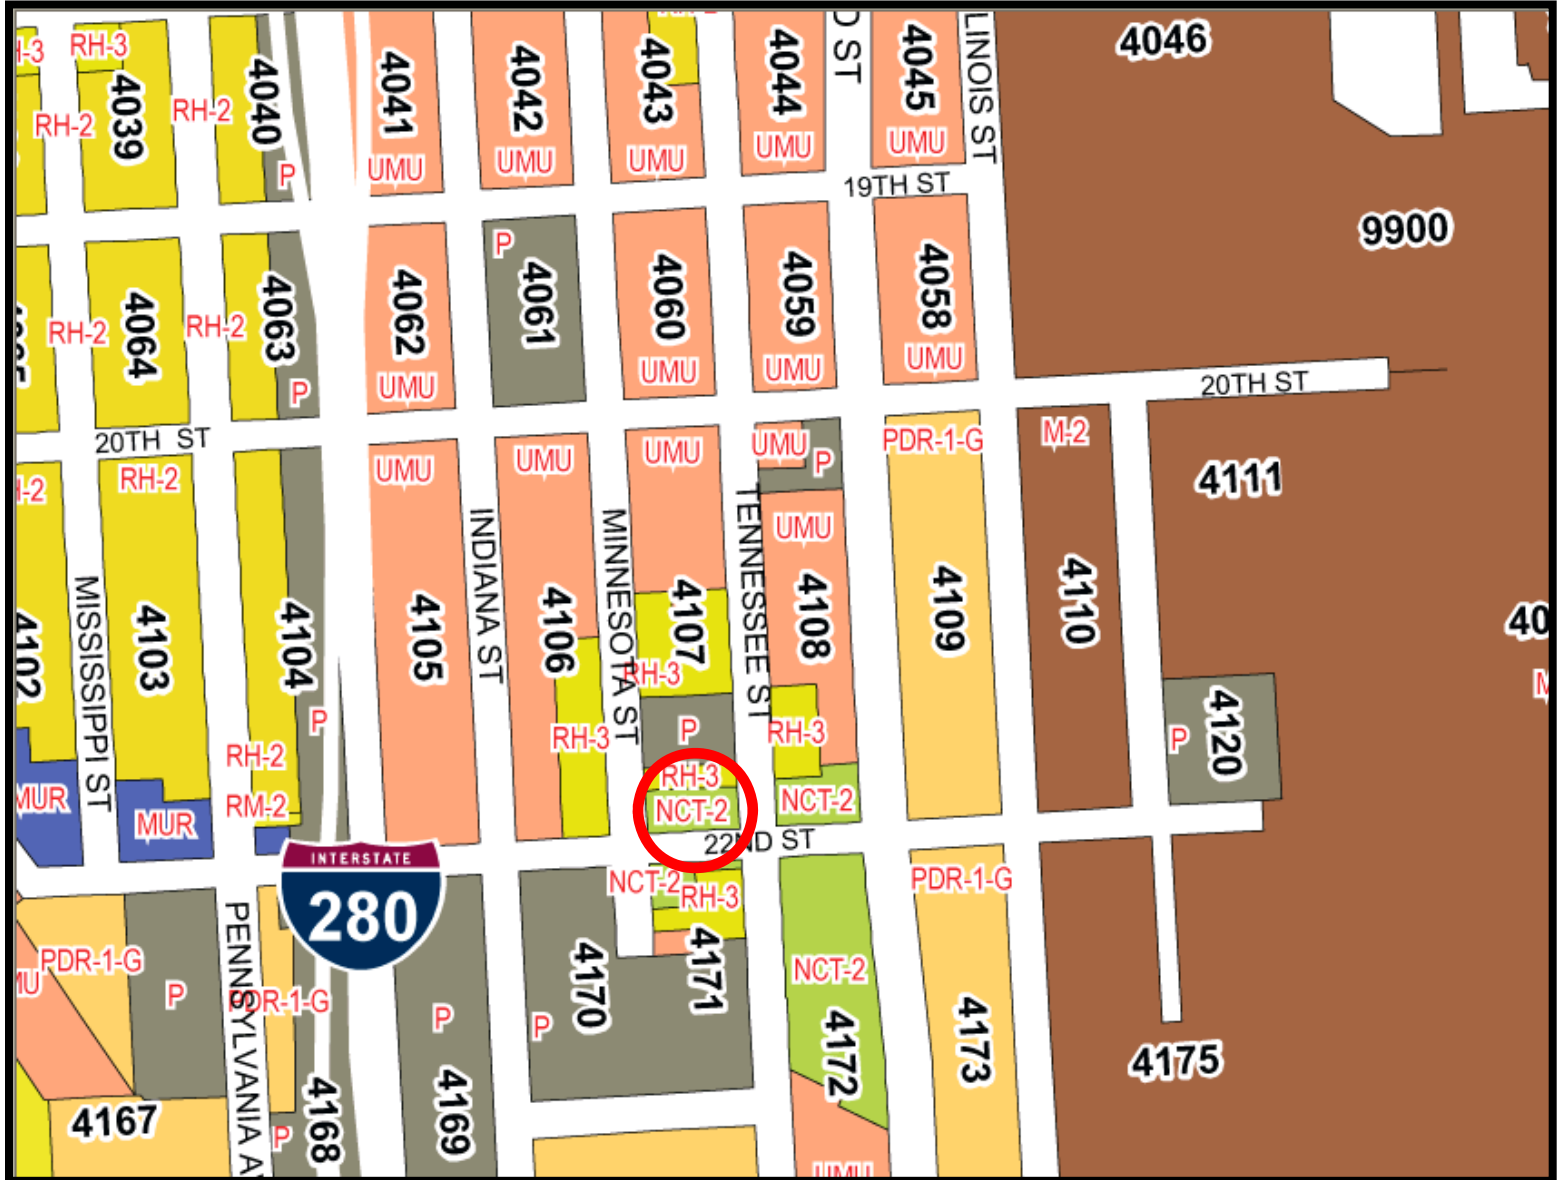 RH-3
4039
RH-2
RH-2
4040
P
4041
UMU
4042
UMU
4043
UMU
4044
UMU
ST
4045
UMU
LINOIS ST
4046
19TH ST
9900
RH-2
4064
RH-2
4063
P
4062
UMU
P
4061
4060
UMU
4059
UMU
4058
UMU
20TH ST
20TH ST
RH-2
UMU
UMU
UMU
UMU
P
PDR-1-G
M-2
4111
UMU
4102
MISSISSIPPI ST
4103
4104
P
4105
INDIANA ST
4106
MINNESOTA ST
4107
TENNESSEE ST
4108
4109
4110
RH-3
RH-3
P
RH-3
4120
P
RH-2
RM-2
MUR
MUR
RH-3
NCT-2
NCT-2
22ND ST
INTERSTATE
280
NCT-2
RH-3
PDR-1-G
PDR-1-G
P
PENNSYLVANIA
PDR-1-G
P
4170
P
4171
NCT-2
4172
4173
4175
4167
P
4168
4169
UMU